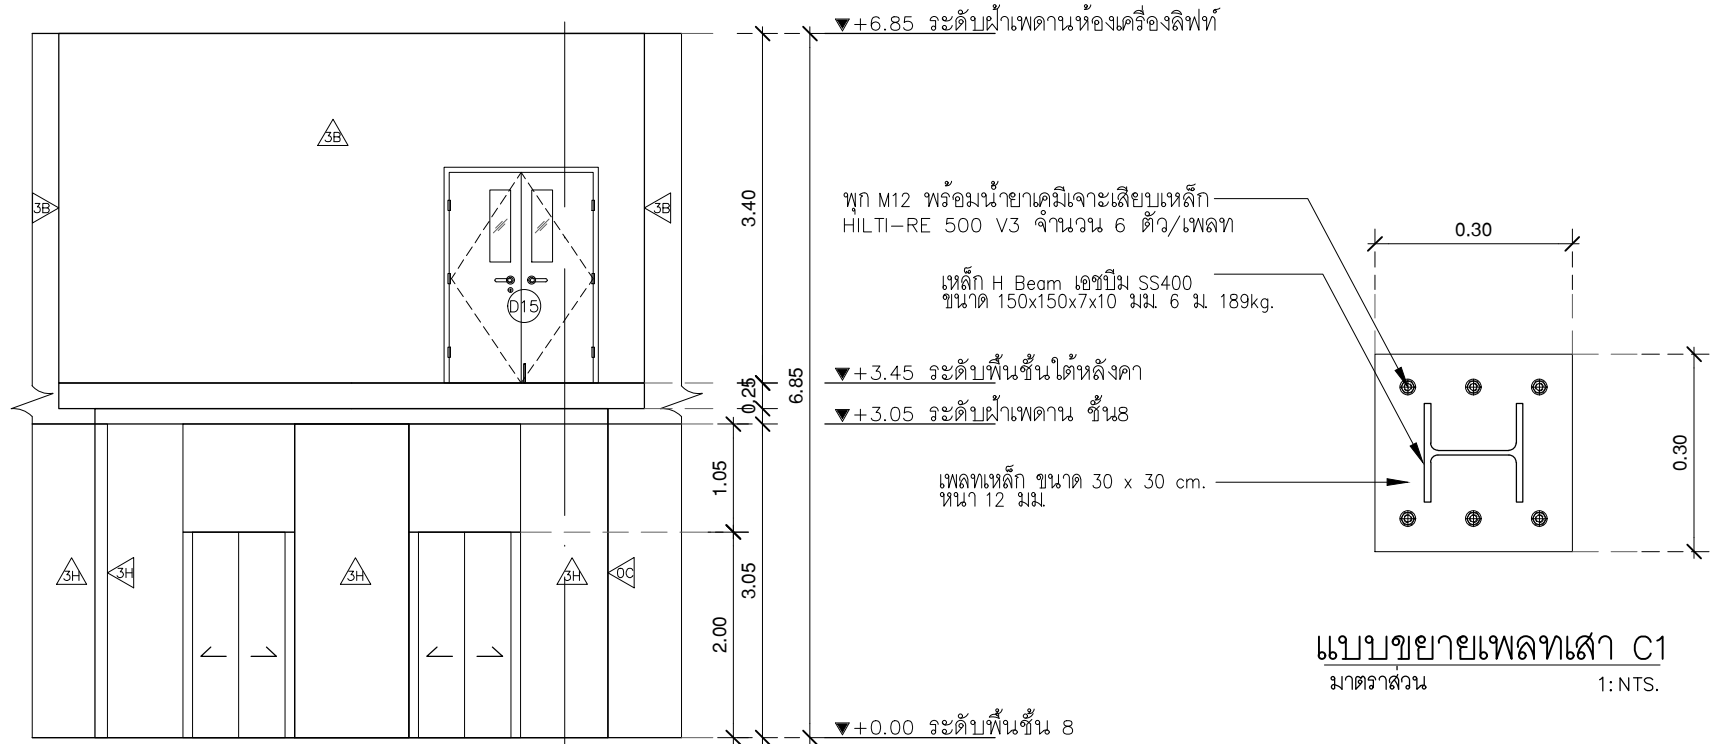 ▼+6.85 ระดับฝ้าเพดานห้องเครื่องลิฟท์
3B
3B
3B
D15
3.40
0.25
6.85
1.05
3.05
2.00
▼+3.45 ระดับพื้นชั้นใต้หลังคา
▼+3.05 ระดับฝ้าเพดาน ชั้น8
3H
3H
3H
3H
OC
▼+0.00 ระดับพื้นชั้น 8
พุก M12 พร้อมน้ำยาเคมีเจาะเสียบเหล็ก
HILTI-RE 500 V3 จำนวน 6 ตัว/เพลท
เหล็ก H Beam เอชบีม SS400
ขนาด 150x150x7x10 มม. 6 ม. 189kg.
เพลทเหล็ก ขนาด 30 x 30 cm.
หนา 12 มม.
0.30
0.30
แบบขยายเพลทเสา C1
มาตราส่วน 1:NTS.